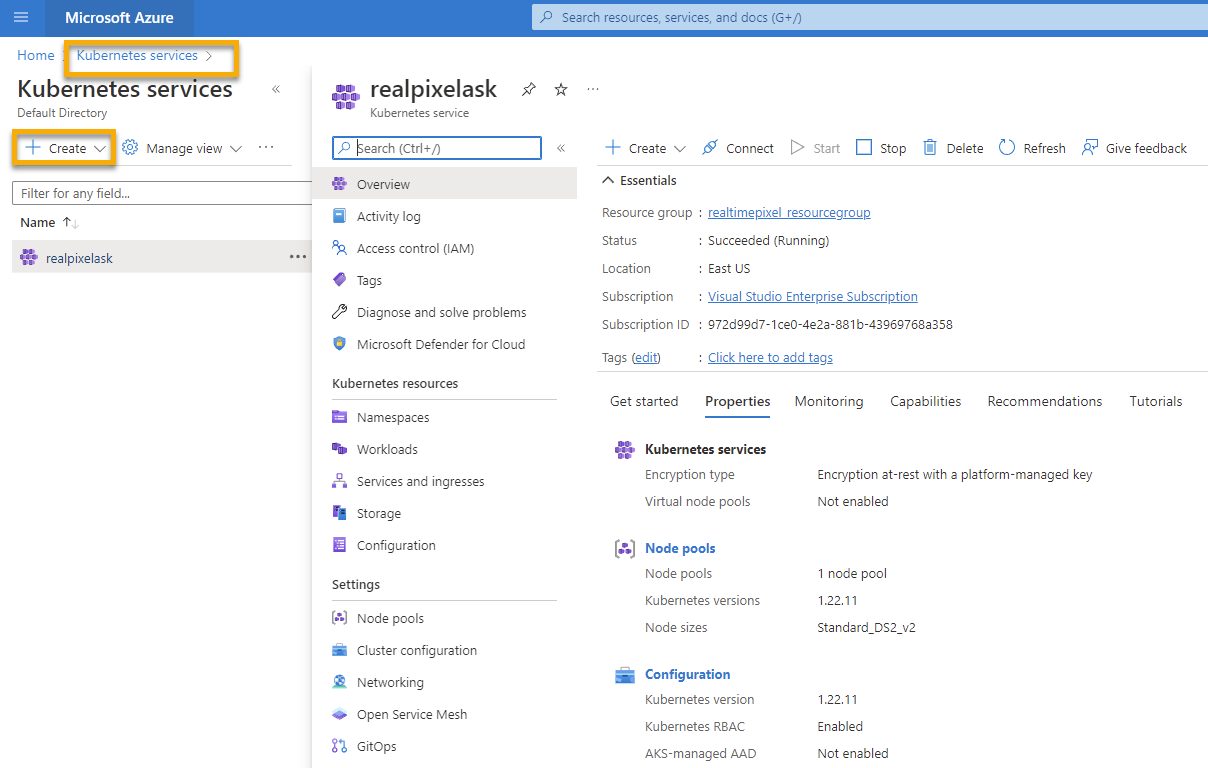 Microsoft Azure
Search resources, services, and docs (G+/)
Home
Kubernetes services >
Kubernetes services
«
Default Directory
+ Create
Manage view
...
Filter for any field...
Name ↑↓
realpixelask
...
realpixelask
...
Kubernetes service
Search (Ctrl+/)
«
Overview
Activity log
Access control (IAM)
Tags
Diagnose and solve problems
Microsoft Defender for Cloud
Kubernetes resources
Namespaces
Workloads
Services and ingresses
Storage
Configuration
Settings
Node pools
Cluster configuration
Networking
Open Service Mesh
GitOps
+ Create
Connect
Start
Stop
Delete
Refresh
Give feedback
Essentials
Resource group : realtimepixel_resourcegroup
Status : Succeeded (Running)
Location : East US
Subscription : Visual Studio Enterprise Subscription
Subscription ID : 972d99d7-1ce0-4e2a-881b-43969768a358
Tags (edit) : Click here to add tags
Get started
Properties
Monitoring
Capabilities
Recommendations
Tutorials
Kubernetes services
Encryption type Encryption at-rest with a platform-managed key
Virtual node pools Not enabled
Node pools
Node pools 1 node pool
Kubernetes versions 1.22.11
Node sizes Standard_DS2_v2
Configuration
Kubernetes version 1.22.11
Kubernetes RBAC Enabled
AKS-managed AAD Not enabled